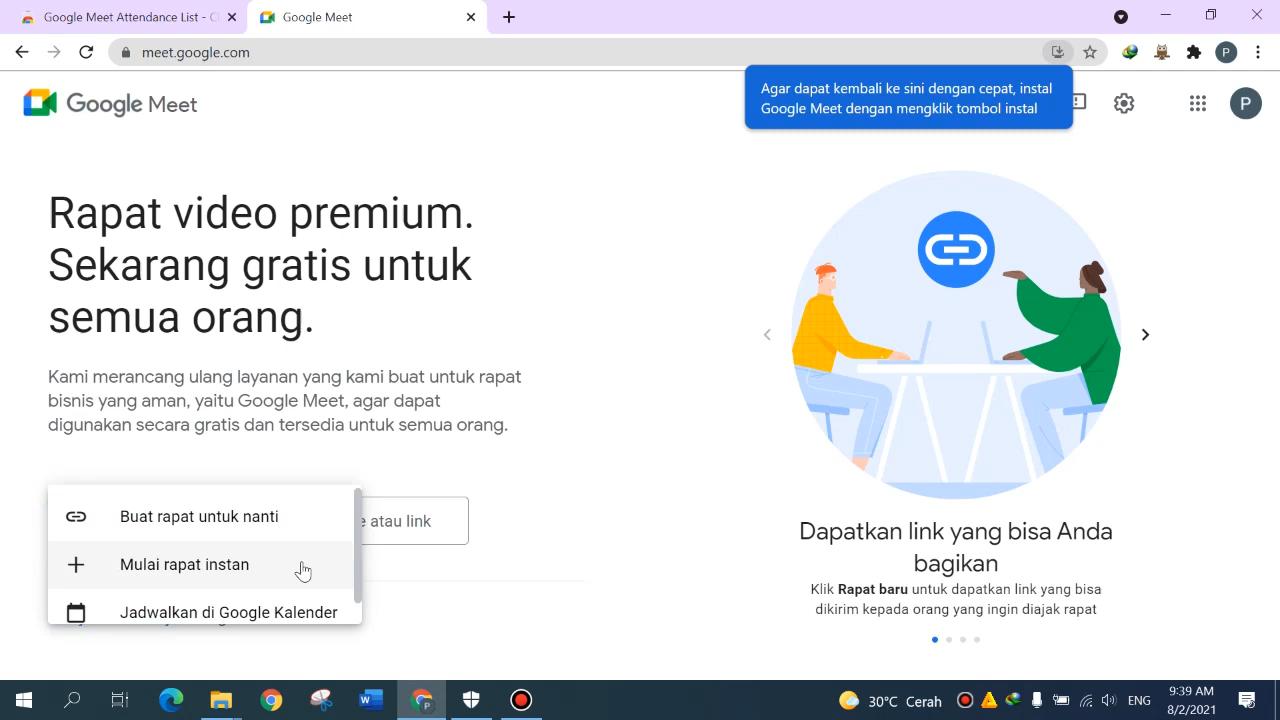 Google Meet Attendance List - C
Google Meet
meet.google.com
P
Google Meet
Agar dapat kembali ke sini dengan cepat, instal
Google Meet dengan mengklik tombol instal
P
Rapat video premium.
Sekarang gratis untuk
semua orang.
Kami merancang ulang layanan yang kami buat untuk rapat
bisnis yang aman, yaitu Google Meet, agar dapat
digunakan secara gratis dan tersedia untuk semua orang.
Buat rapat untuk nanti
Mulai rapat instan
Jadwalkan di Google Kalender
atau link
Dapatkan link yang bisa Anda
bagikan
Klik Rapat baru untuk dapatkan link yang bisa
dikirim kepada orang yang ingin diajak rapat
30°C Cerah
ENG
9:39 AM
8/2/2021